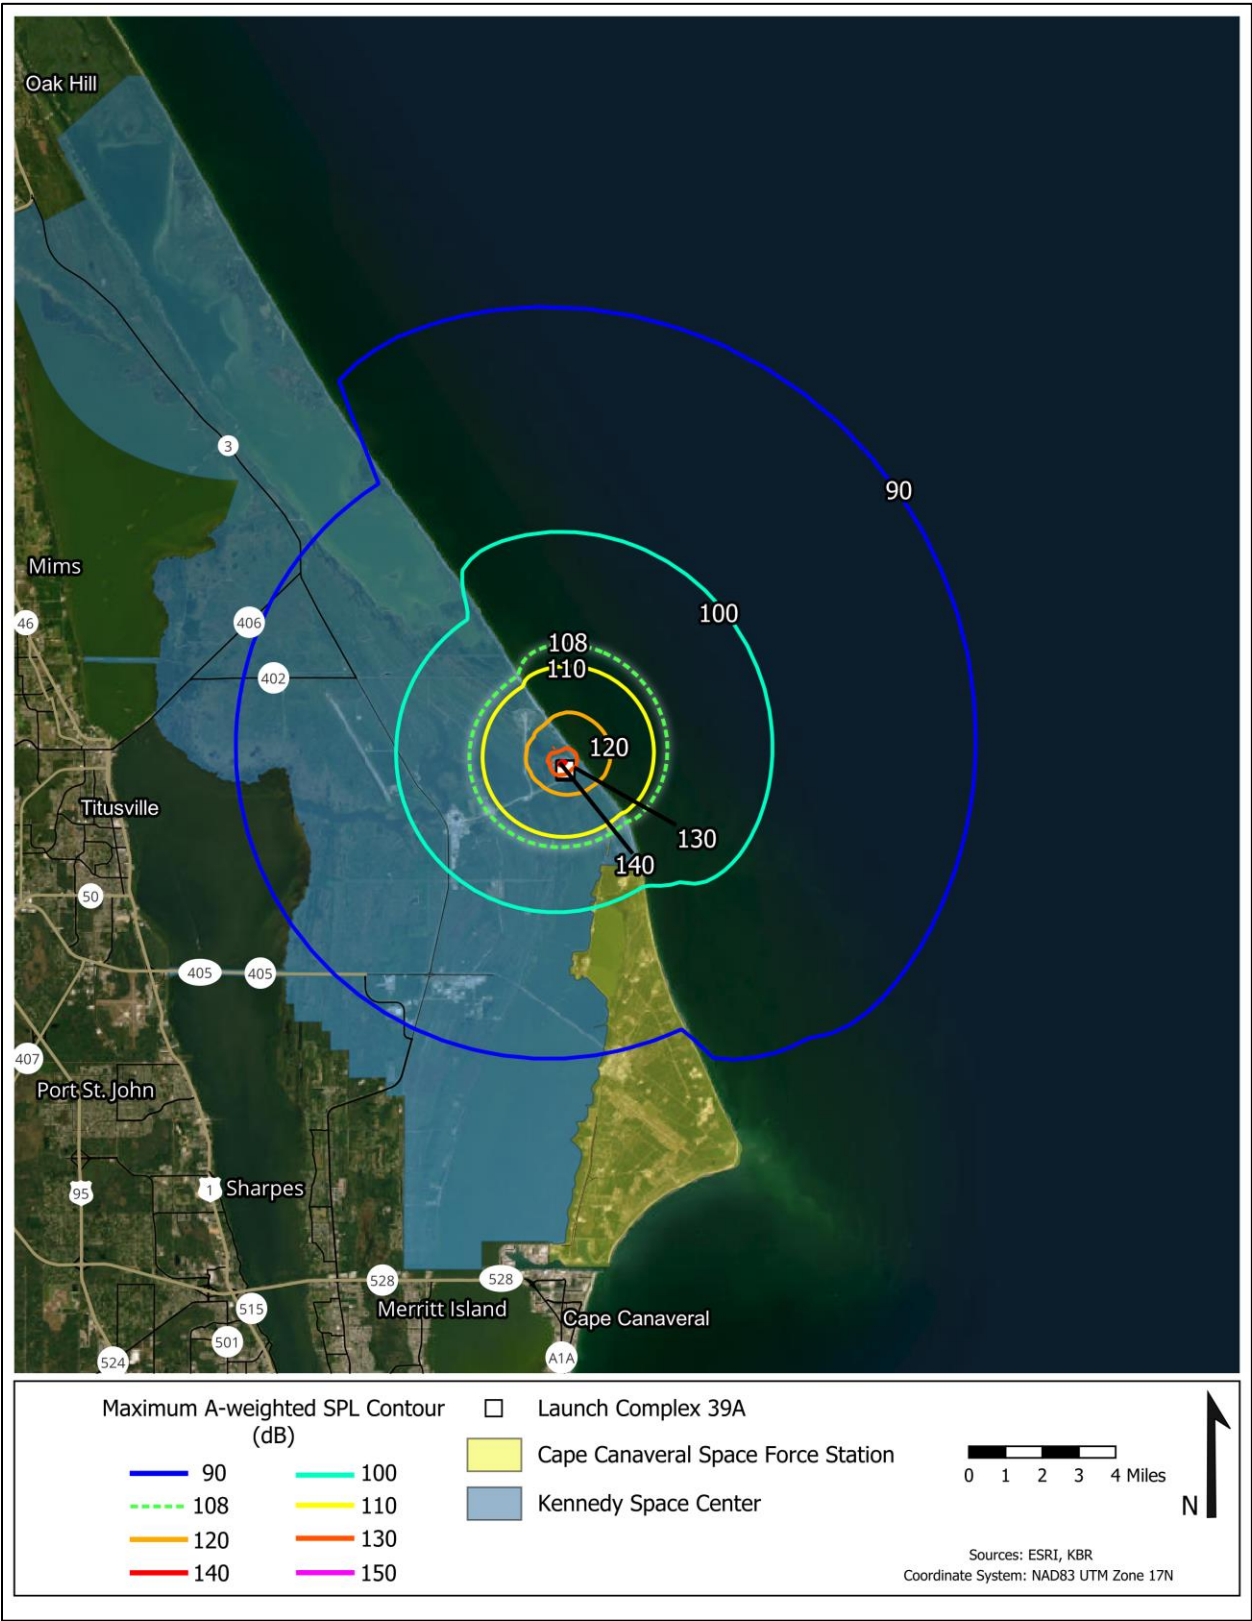 Oak Hill
3
90
Mims
46
406
100
108
110
402
120
Titusville
130
140
50
405
405
407
Port St. John
95
1
Sharpes
528
528
515
Merritt Island
Cape Canaveral
501
524
A1A
Maximum A-weighted SPL Contour
(dB)
90
100
108
110
120
130
140
150
Launch Complex 39A
Cape Canaveral Space Force Station
Kennedy Space Center
0 1 2 3 4 Miles
N
Sources: ESRI, KBR
Coordinate System: NAD83 UTM Zone 17N